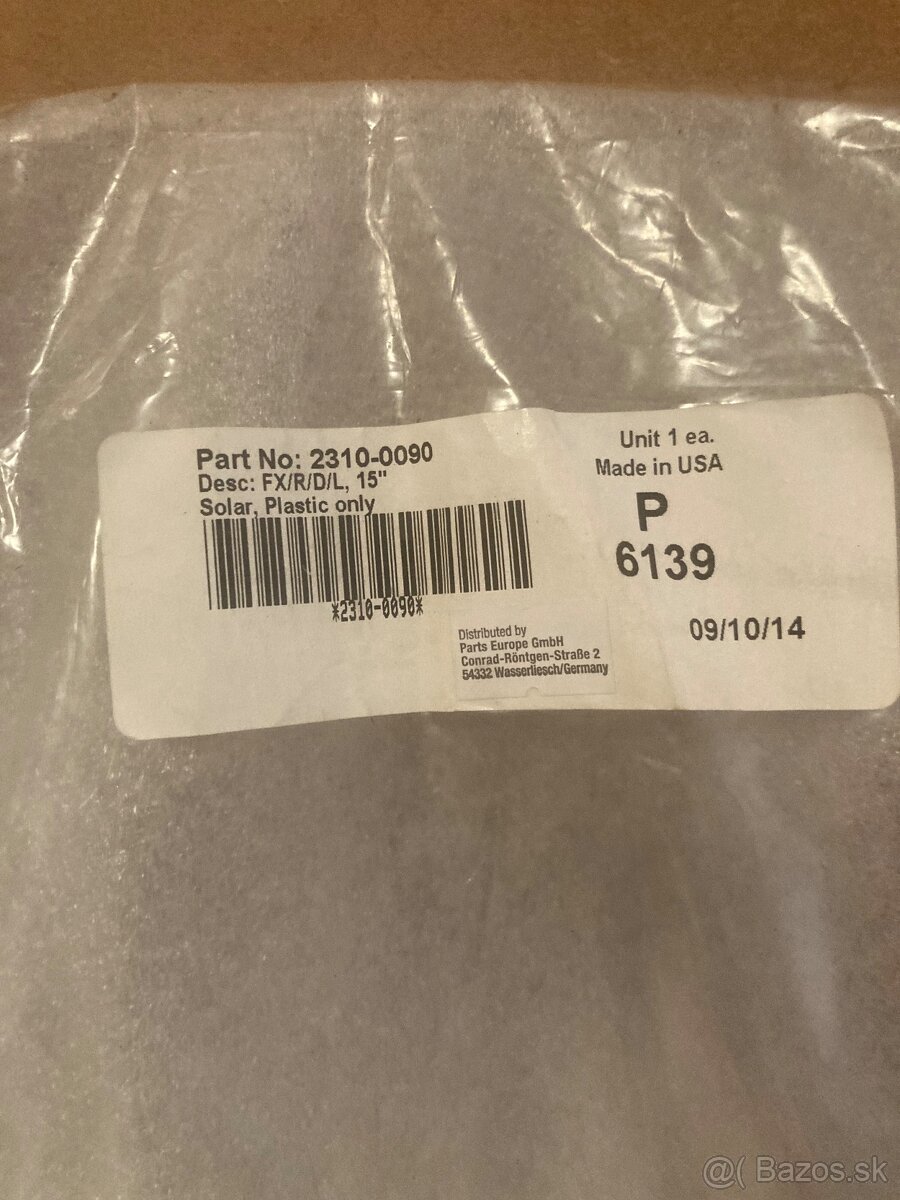 Part No: 2310-0090
Desc: FX/R/D/L, 15"
Solar, Plastic only
*2310-0090*
Unit 1 ea.
Made in USA
P
6139
09/10/14
Distributed by
Parts Europe GmbH
Conrad-Röntgen-Straße 2
54332 Wasserliesch/Germany
@( Bazos.sk